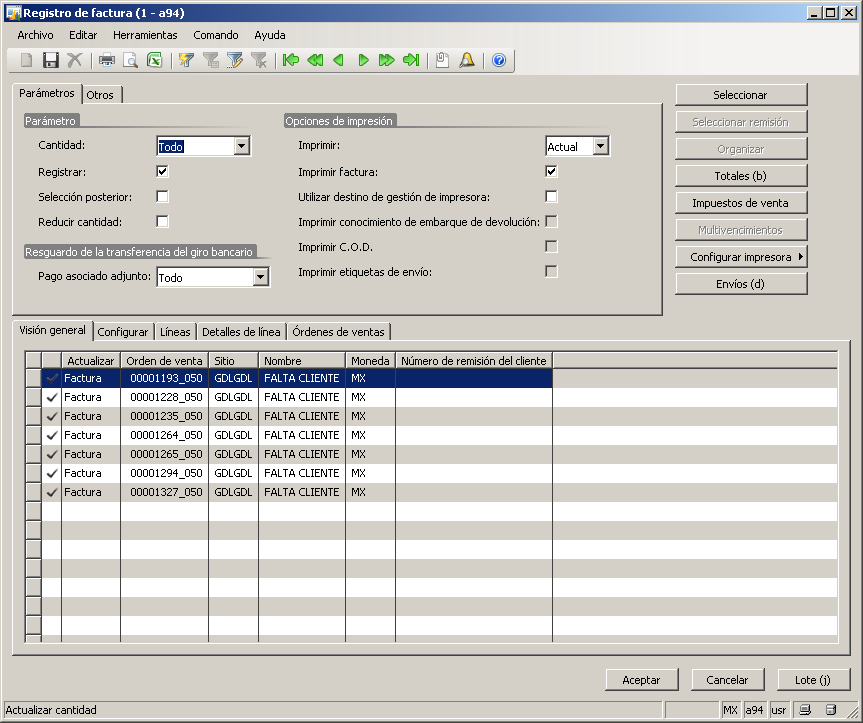 Registro de factura (1 - a94)
Archivo Editar Herramientas Comando Ayuda
Parámetros Otros
Parámetro
Cantidad: Todo
Registrar:
Selección posterior:
Reducir cantidad:
Resguardo de la transferencia del giro bancario
Pago asociado adjunto: Todo
Opciones de impresión
Imprimir: Actual
Imprimir factura:
Utilizar destino de gestión de impresora:
Imprimir conocimiento de embarque de devolución:
Imprimir C.O.D.
Imprimir etiquetas de envío:
Seleccionar
Seleccionar remisión
Organizar
Totales (b)
Impuestos de venta
Multivencimientos
Configurar impresora
Envíos (d)
Visión general Configurar Líneas Detalles de línea Órdenes de ventas
Actualizar Orden de venta Sitio Nombre Moneda Número de remisión del cliente
Factura 00001193_050 GDLGDL FALTA CLIENTE MX
Factura 00001228_050 GDLGDL FALTA CLIENTE MX
Factura 00001235_050 GDLGDL FALTA CLIENTE MX
Factura 00001264_050 GDLGDL FALTA CLIENTE MX
Factura 00001265_050 GDLGDL FALTA CLIENTE MX
Factura 00001294_050 GDLGDL FALTA CLIENTE MX
Factura 00001327_050 GDLGDL FALTA CLIENTE MX
Aceptar Cancelar Lote (j)
Actualizar cantidad MX a94 usr